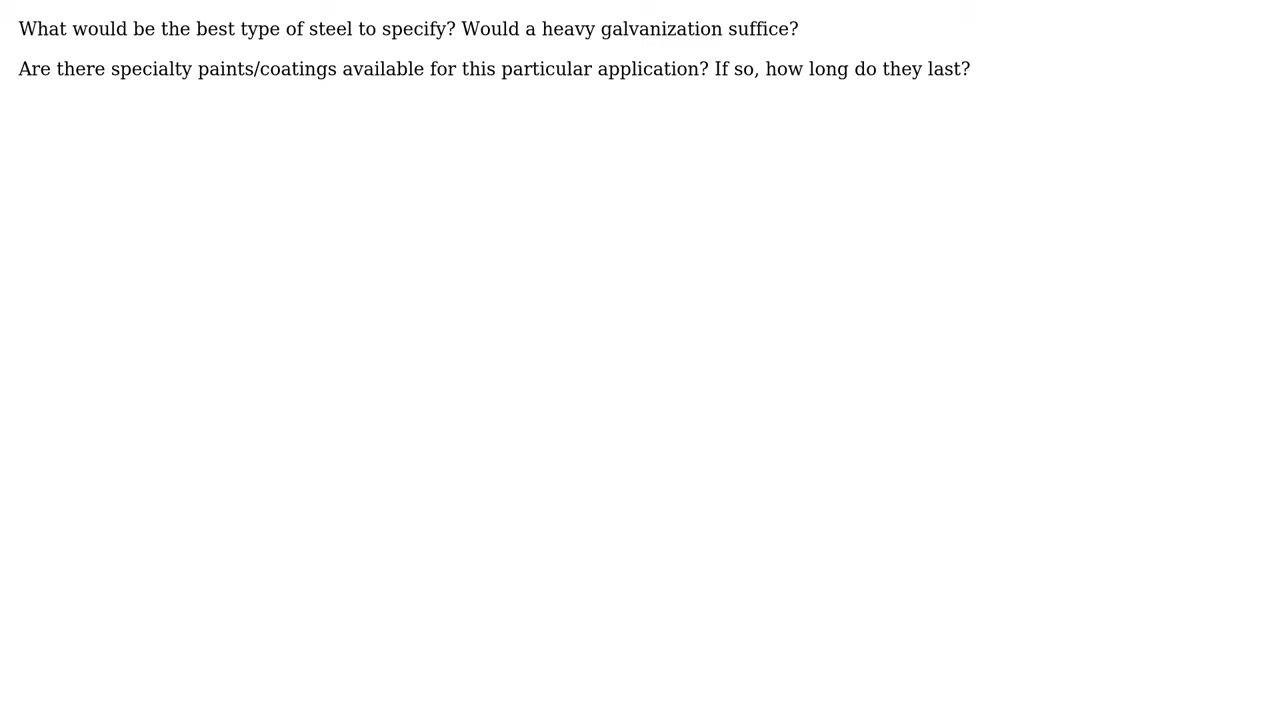 What would be the best type of steel to specify? Would a heavy galvanization suffice?
Are there specialty paints/coatings available for this particular application? If so, how long do they last?